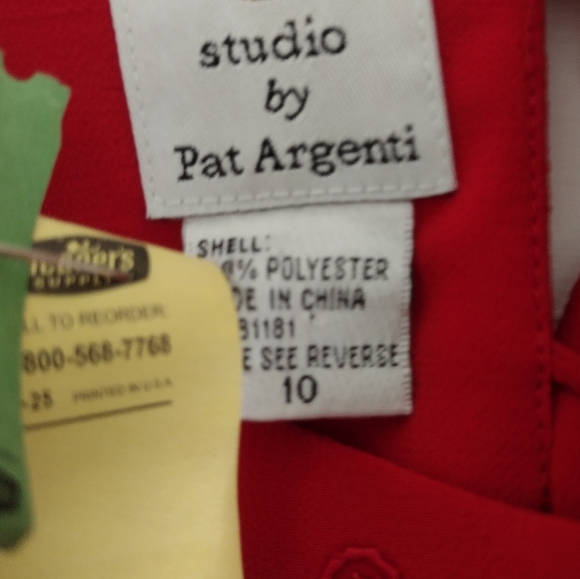 studio
by
Pat Argenti
SHELL:
% POLYESTER
DE IN CHINA
31181
E SEE REVERSE
10
SUPPLY
LL TO REORDER
800-568-7768
-25 PRINTED IN U.S.A